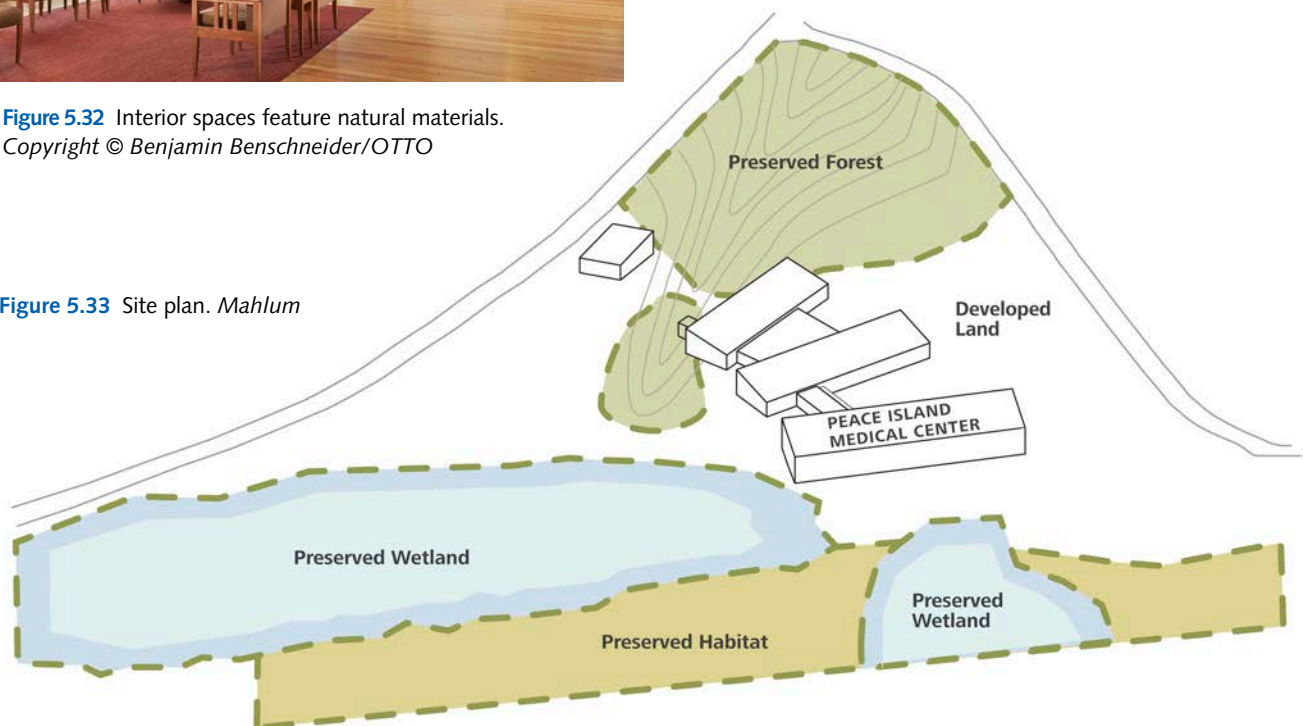 Figure 5.32 Interior spaces feature natural materials.
Copyright © Benjamin Benschneider/OTTO
Preserved Forest
Figure 5.33 Site plan. Mahlum
Developed
Land
PEACE ISLAND
MEDICAL CENTER
Preserved Wetland
Preserved
Wetland
Preserved Habitat